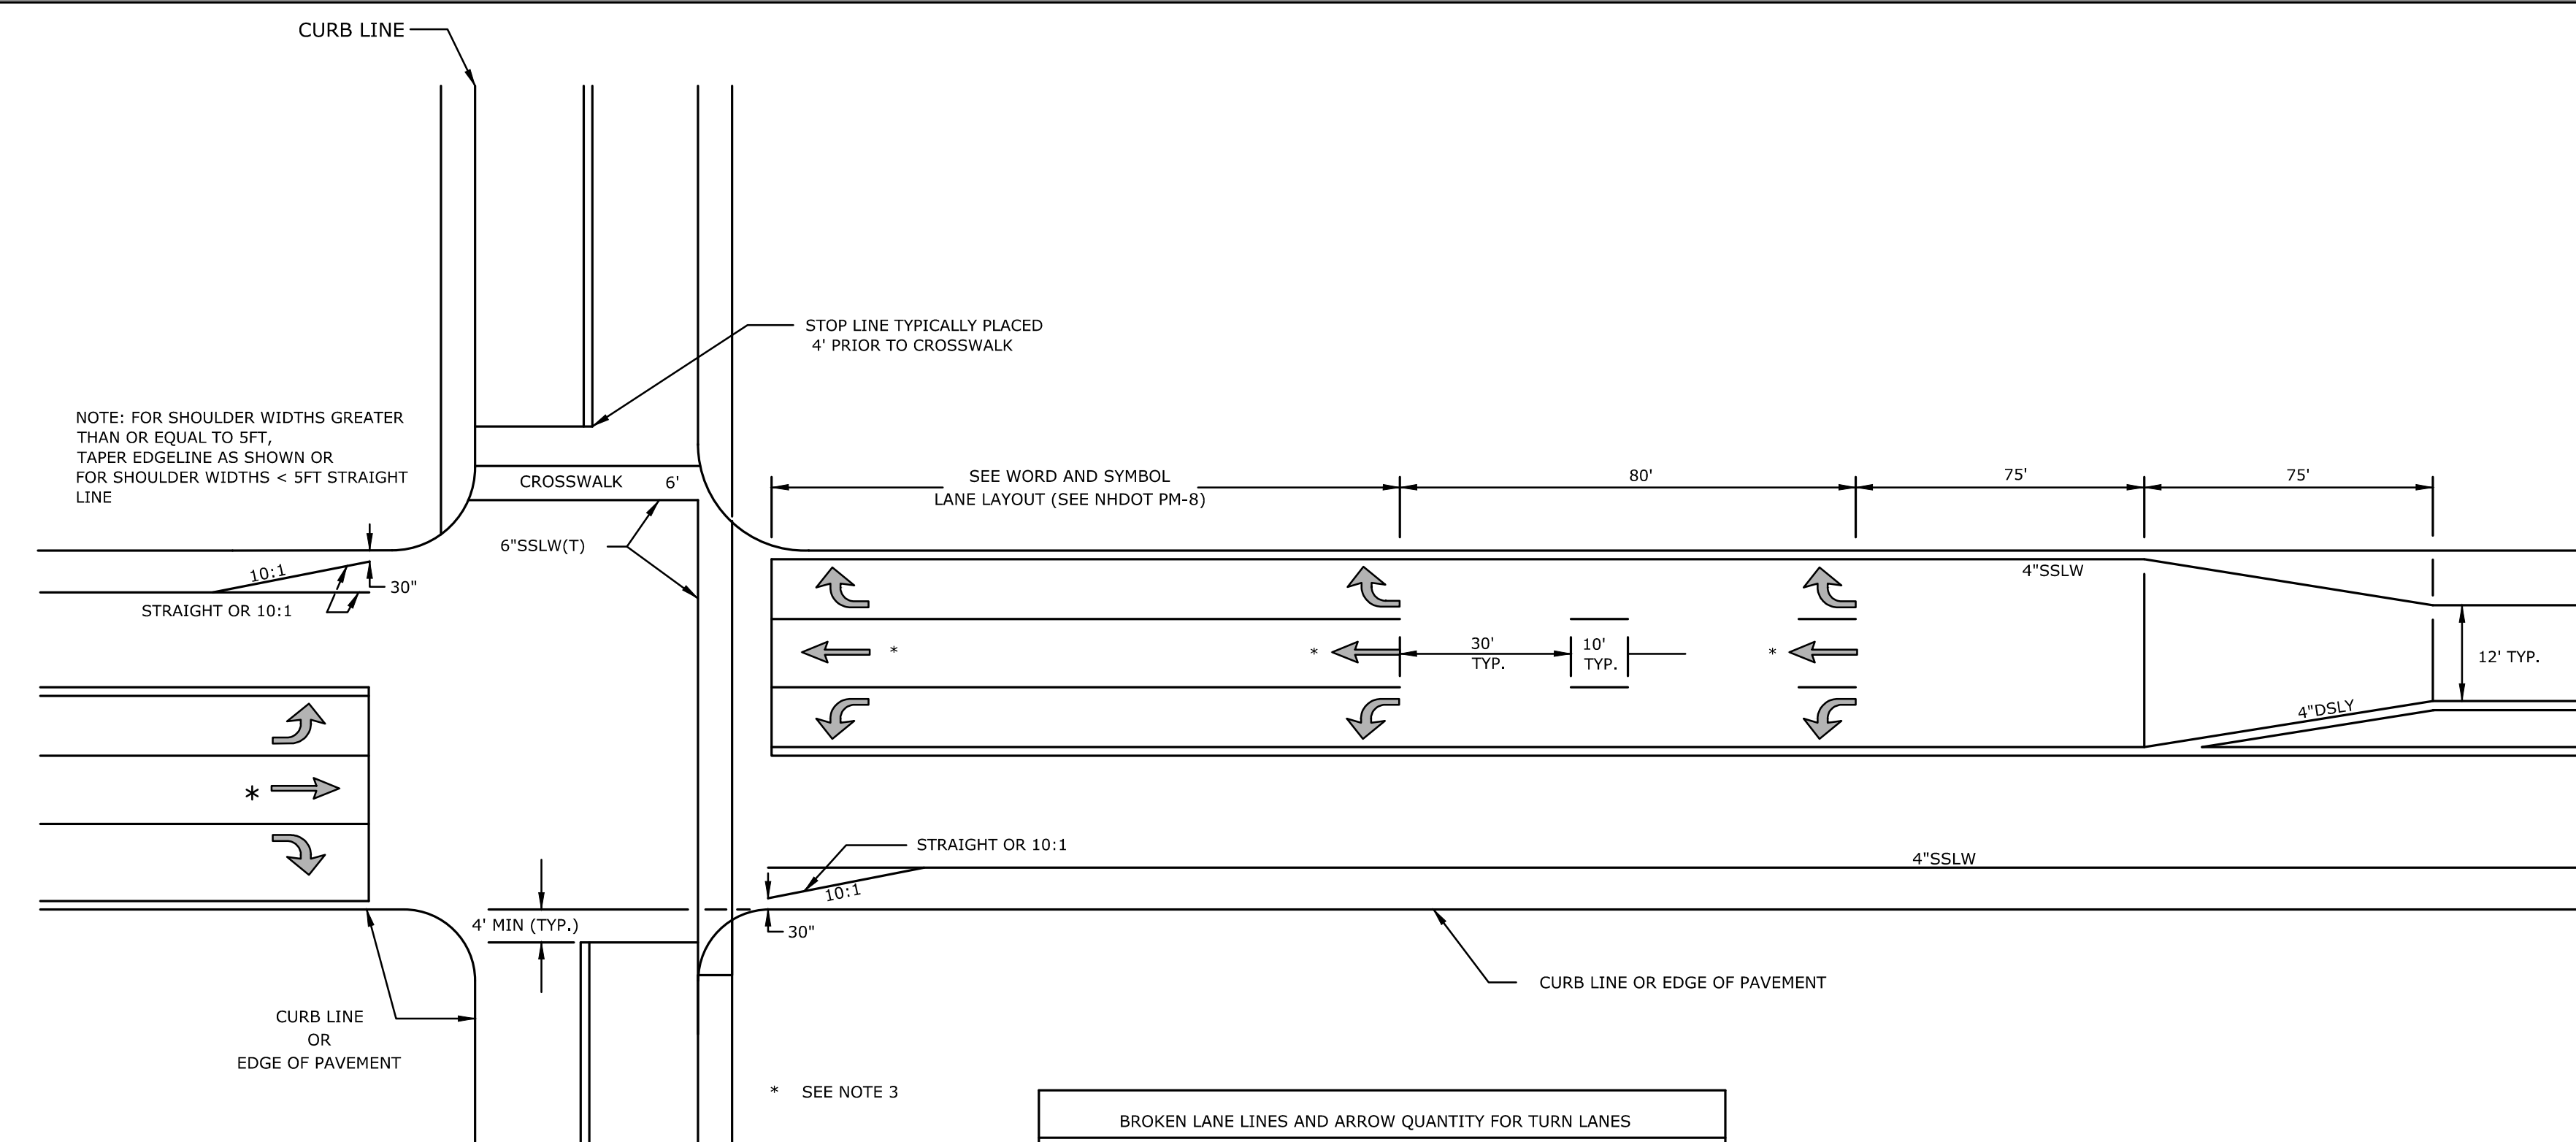 CURB LINE
STOP LINE TYPICALLY PLACED
4' PRIOR TO CROSSWALK
NOTE: FOR SHOULDER WIDTHS GREATER
THAN OR EQUAL TO 5FT,
TAPER EDGELINE AS SHOWN OR
FOR SHOULDER WIDTHS < 5FT STRAIGHT
LINE
CROSSWALK 6'
SEE WORD AND SYMBOL
LANE LAYOUT (SEE NHDOT PM-8)
80'
75'
75'
6"SSLW(T)
10:1
30"
STRAIGHT OR 10:1
4"SSLW
*
*
30'
TYP.
10'
TYP.
*
12' TYP.
4"DSLY
*
STRAIGHT OR 10:1
10:1
30"
4"SSLW
4' MIN (TYP.)
CURB LINE OR EDGE OF PAVEMENT
CURB LINE
OR
EDGE OF PAVEMENT
* SEE NOTE 3
BROKEN LANE LINES AND ARROW QUANTITY FOR TURN LANES